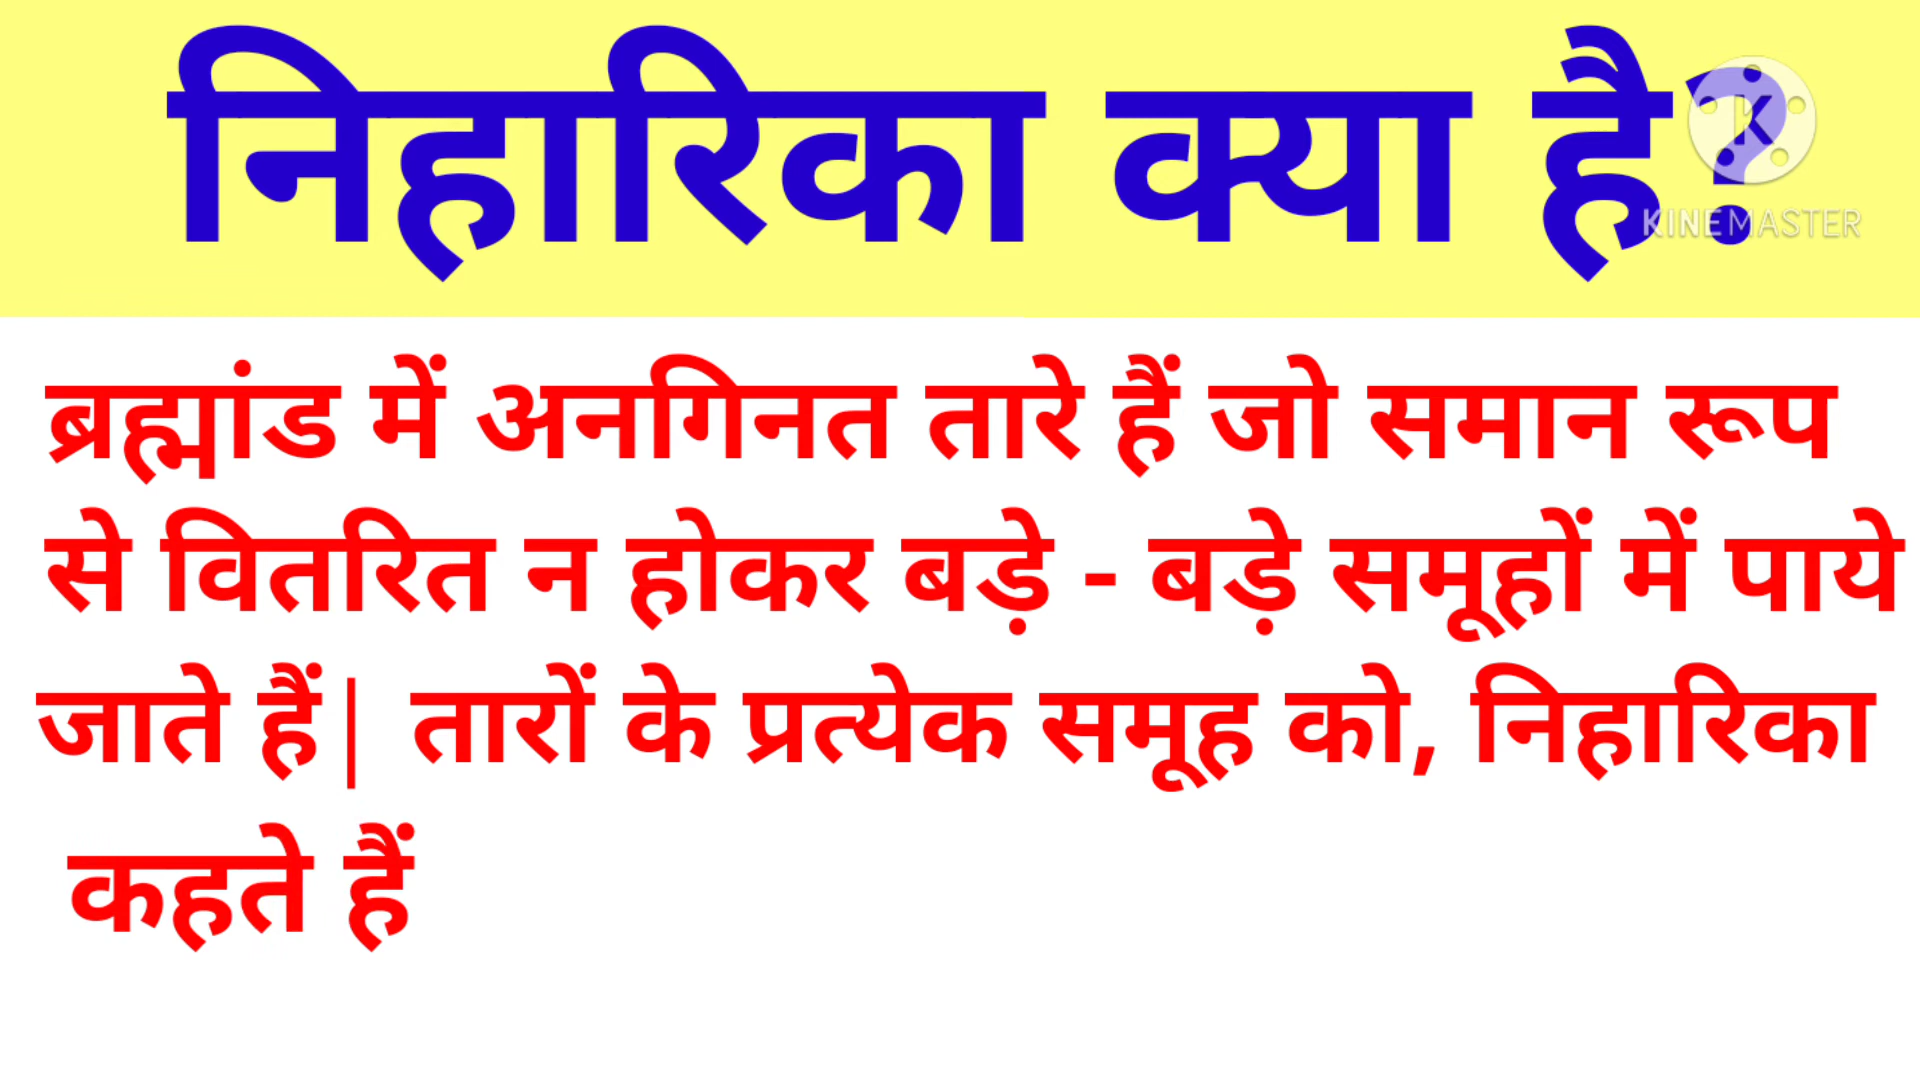 निहारिका क्या है?
KINEMASTER
ब्रह्मांड में अनगिनत तारे हैं जो समान रूप
से वितरित न होकर बड़े - बड़े समूहों में पाये
जाते हैं| तारों के प्रत्येक समूह को, निहारिका
कहते हैं